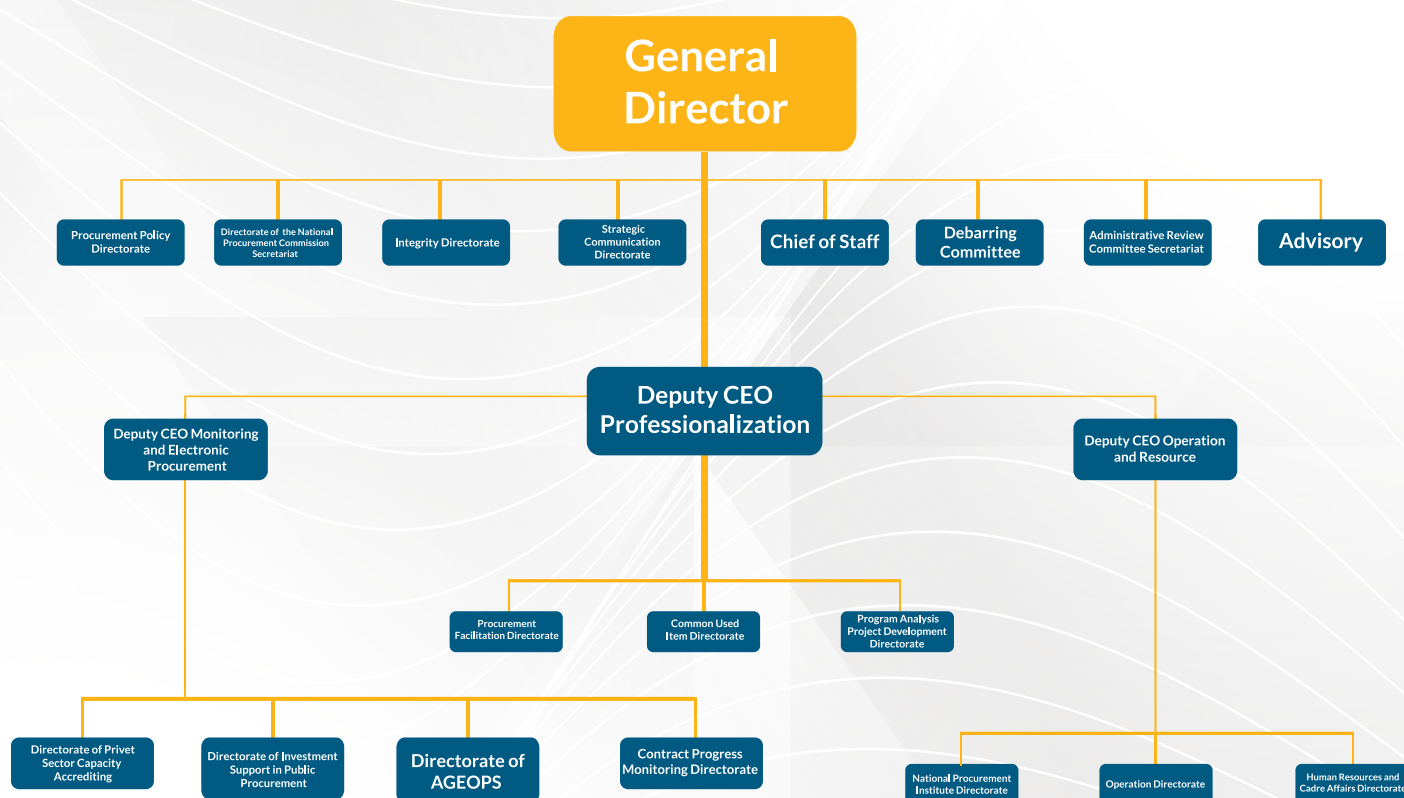 General
Director
Procurement Policy
Directorate
Directorate of the National
Procurement Commission
Secretariat
Integrity Directorate
Strategic
Communication
Directorate
Chief of Staff
Debarring
Committee
Administrative Review
Committee Secretariat
Advisory
Deputy CEO
Professionalization
Deputy CEO Monitoring
and Electronic
Procurement
Deputy CEO Operation
and Resource
Procurement
Facilitation Directorate
Common Used
Item Directorate
Program Analysis
Project Development
Directorate
Directorate of Privet
Sector Capacity
Accrediting
Directorate of Investment
Support in Public
Procurement
Directorate of
AGEOPS
Contract Progress
Monitoring Directorate
National Procurement
Institute Directorate
Operation Directorate
Human Resources and
Cadre Affairs Directorate